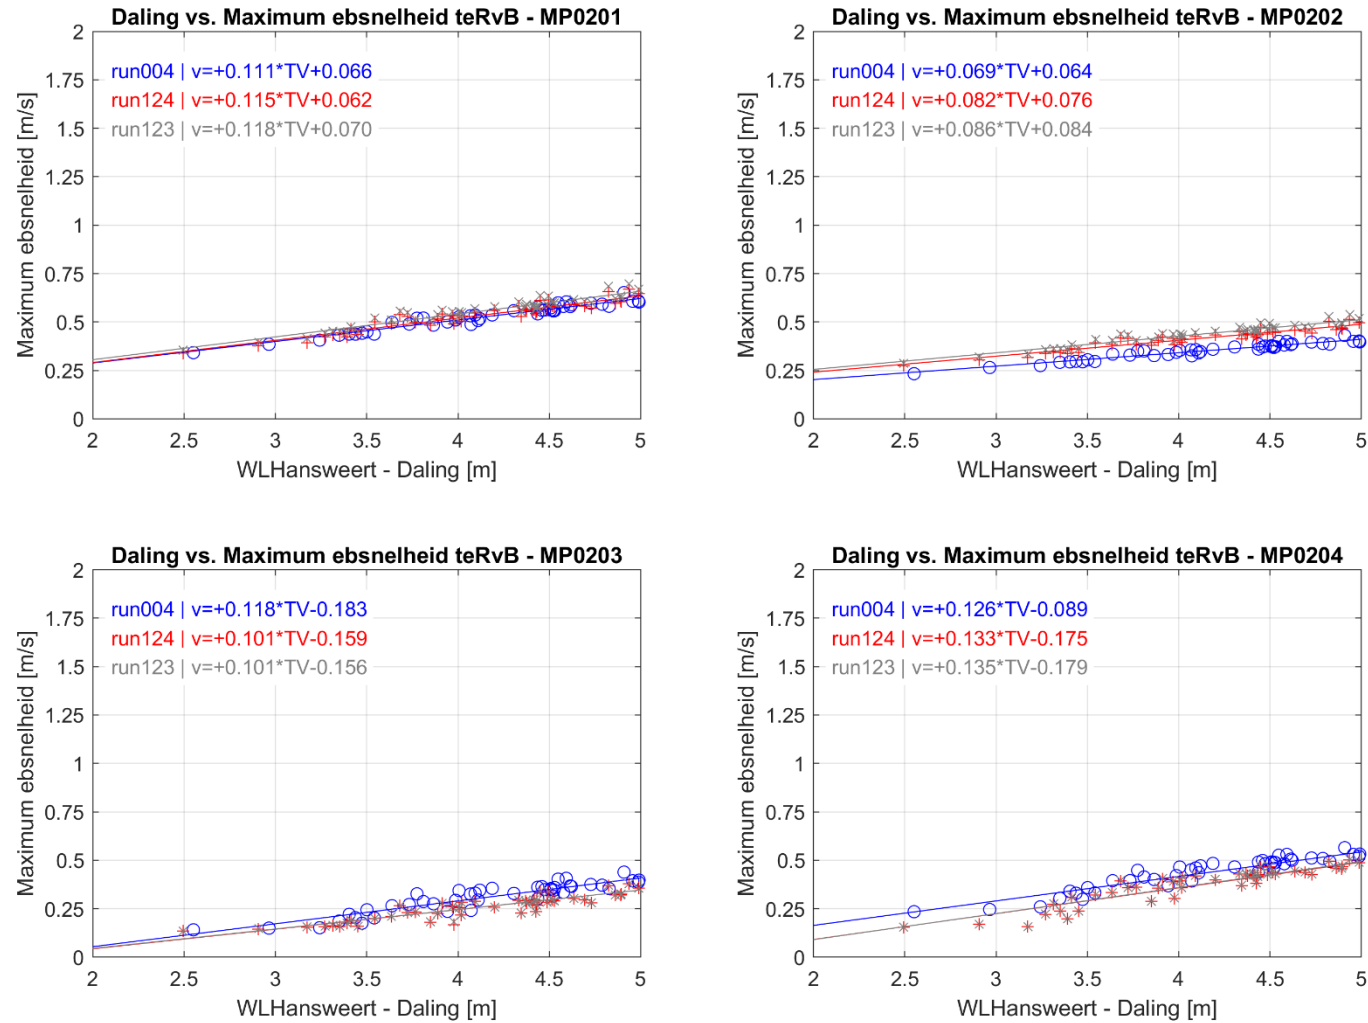 Daling vs. Maximum ebsnelheid teRvB - MP0201
run004 | v=+0.111*TV+0.066
run124 | v=+0.115*TV+0.062
run123 | v=+0.118*TV+0.070
Maximum ebsnelheid [m/s]
2
1.75
1.5
1.25
1
0.75
0.5
0.25
0
2 2.5 3 3.5 4 4.5 5
WLHansweert - Daling [m]
Daling vs. Maximum ebsnelheid teRvB - MP0202
run004 | v=+0.069*TV+0.064
run124 | v=+0.082*TV+0.076
run123 | v=+0.086*TV+0.084
Maximum ebsnelheid [m/s]
2
1.75
1.5
1.25
1
0.75
0.5
0.25
0
2 2.5 3 3.5 4 4.5 5
WLHansweert - Daling [m]
Daling vs. Maximum ebsnelheid teRvB - MP0203
run004 | v=+0.118*TV-0.183
run124 | v=+0.101*TV-0.159
run123 | v=+0.101*TV-0.156
Maximum ebsnelheid [m/s]
2
1.75
1.5
1.25
1
0.75
0.5
0.25
0
2 2.5 3 3.5 4 4.5 5
WLHansweert - Daling [m]
Daling vs. Maximum ebsnelheid teRvB - MP0204
run004 | v=+0.126*TV-0.089
run124 | v=+0.133*TV-0.175
run123 | v=+0.135*TV-0.179
Maximum ebsnelheid [m/s]
2
1.75
1.5
1.25
1
0.75
0.5
0.25
0
2 2.5 3 3.5 4 4.5 5
WLHansweert - Daling [m]